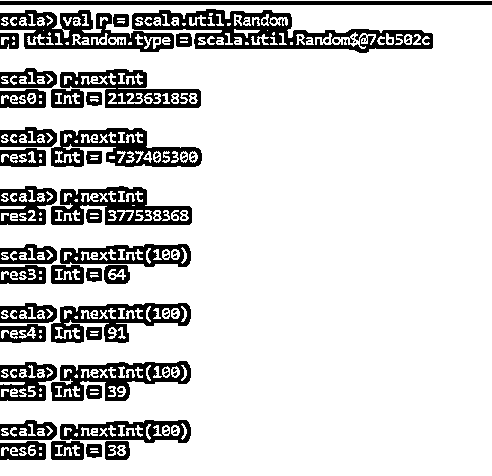 scala> val r = scala.util.Random
r: util.Random.type = scala.util.Random$@7cb502c
scala> r.nextInt
res0: Int = 2123631858
scala> r.nextInt
res1: Int = -737405300
scala> r.nextInt
res2: Int = 377538368
scala> r.nextInt(100)
res3: Int = 64
scala> r.nextInt(100)
res4: Int = 91
scala> r.nextInt(100)
res5: Int = 39
scala> r.nextInt(100)
res6: Int = 38